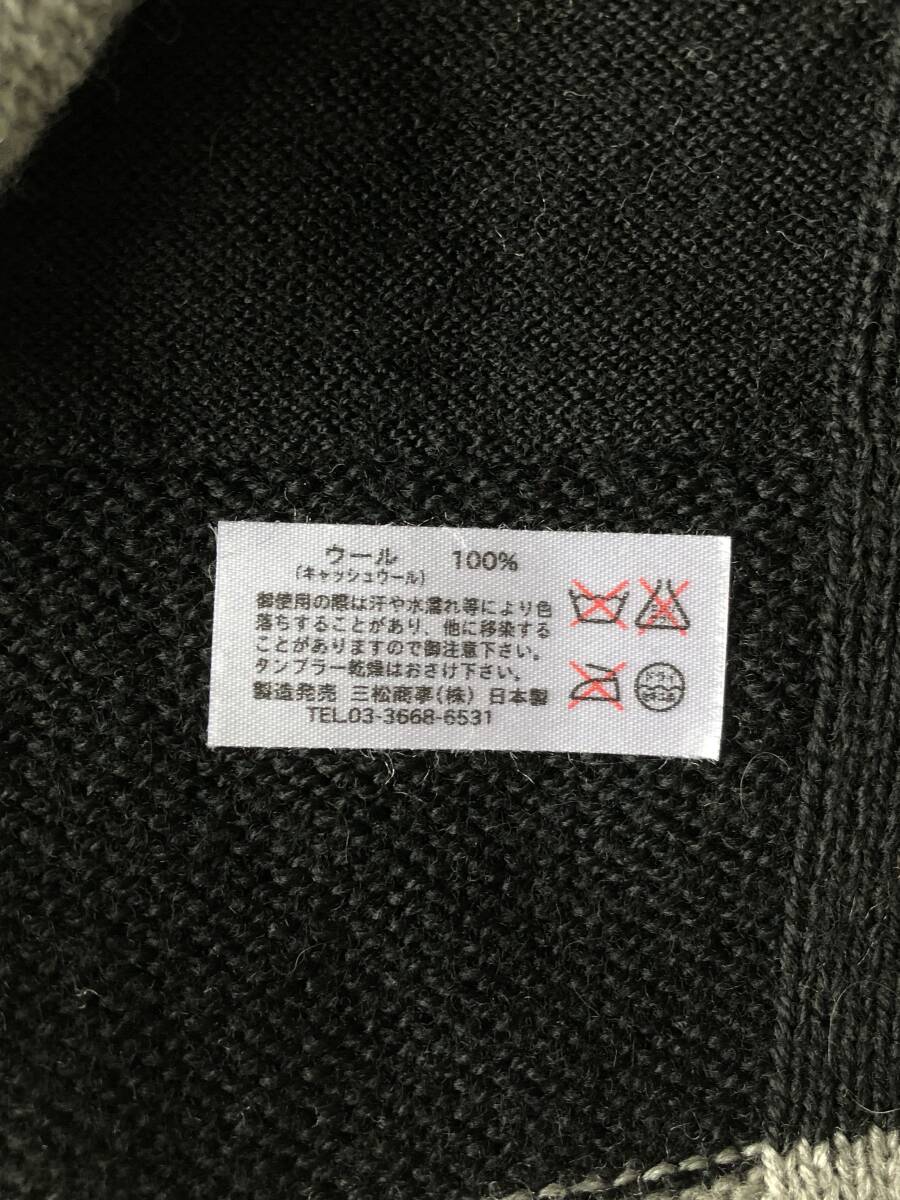 ウール 100%
(キャッシュウール)
御使用の際は汗や水濡れ等により色
落ちすることがあり、他に移染する
ことがありますので御注意下さい。
タンブラー乾燥はおさけ下さい。
製造発売 三松商事(株) 日本製
TEL.03-3668-6531
ドライ